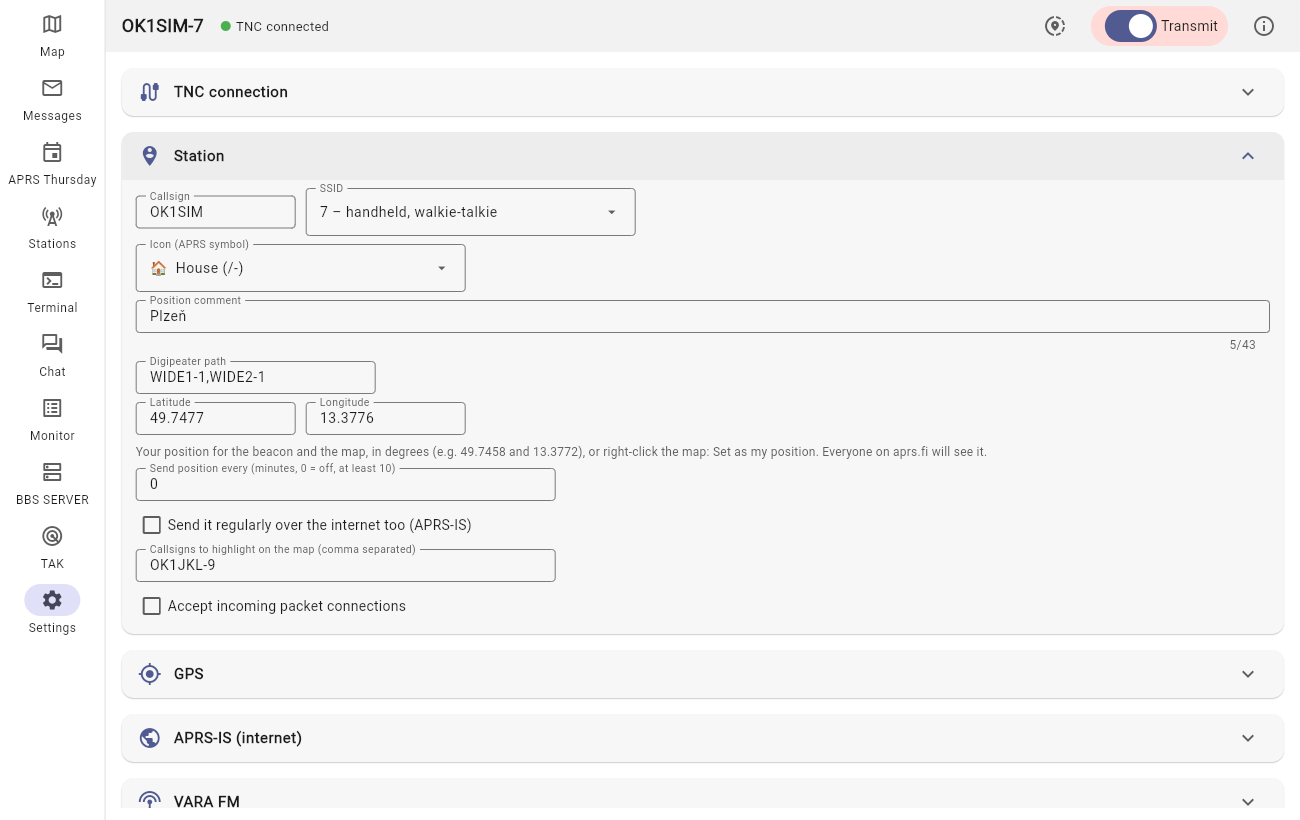 OK1SIM-7
TNC connected
Transmit
Map
Messages
APRS Thursday
Stations
Terminal
Chat
Monitor
BBS SERVER
TAK
Settings
TNC connection
Station
Callsign
OK1SIM
SSID
7 – handheld, walkie-talkie
Icon (APRS symbol)
House (/-)
Position comment
Plzeň
5/43
Digipeater path
WIDE1-1,WIDE2-1
Latitude
49.7477
Longitude
13.3776
Your position for the beacon and the map, in degrees (e.g. 49.7458 and 13.3772), or right-click the map: Set as my position. Everyone on aprs.fi will see it.
Send position every (minutes, 0 = off, at least 10)
0
Send it regularly over the internet too (APRS-IS)
Callsigns to highlight on the map (comma separated)
OK1JKL-9
Accept incoming packet connections
GPS
APRS-IS (internet)
VARA FM